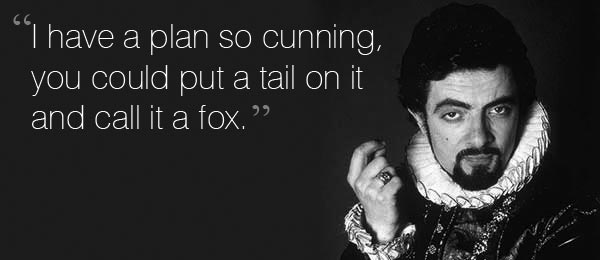 “I have a plan so cunning,
you could put a tail on it
and call it a fox.”